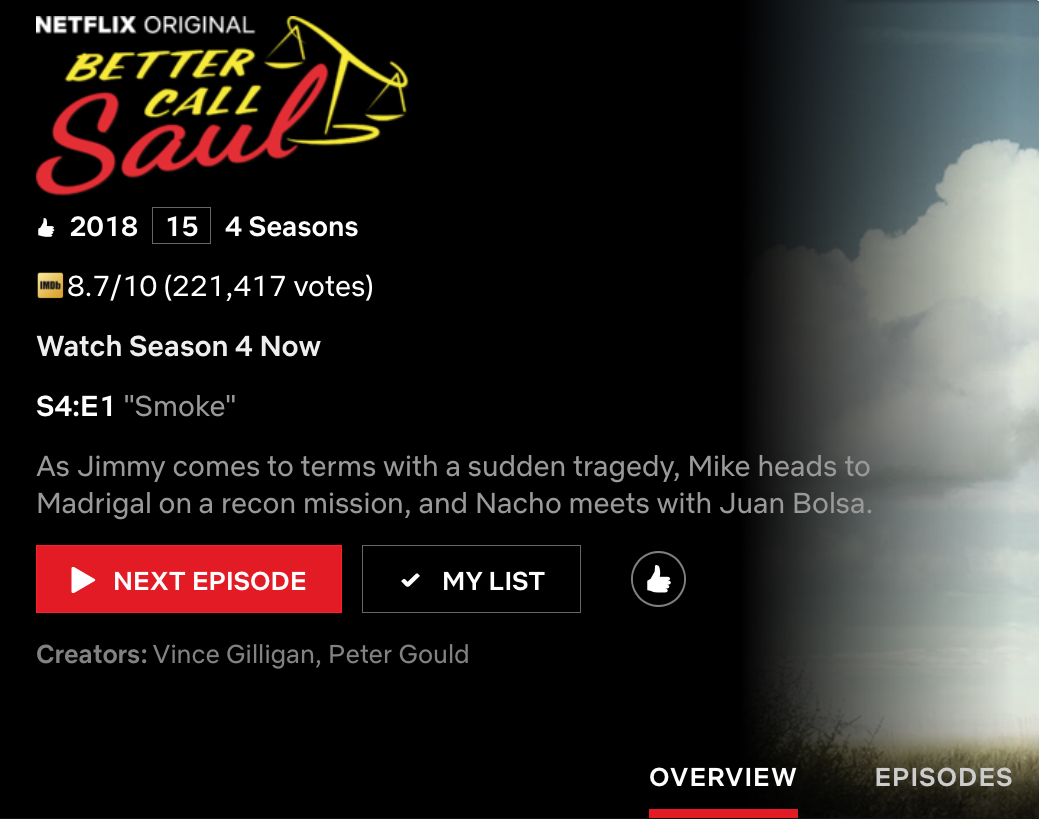 NETFLIX ORIGINAL
BETTER
CALL
Saul
2018 15 4 Seasons
IMDb 8.7/10 (221,417 votes)
Watch Season 4 Now
S4:E1 "Smoke"
As Jimmy comes to terms with a sudden tragedy, Mike heads to
Madrigal on a recon mission, and Nacho meets with Juan Bolsa.
NEXT EPISODE MY LIST
Creators: Vince Gilligan, Peter Gould
OVERVIEW EPISODES